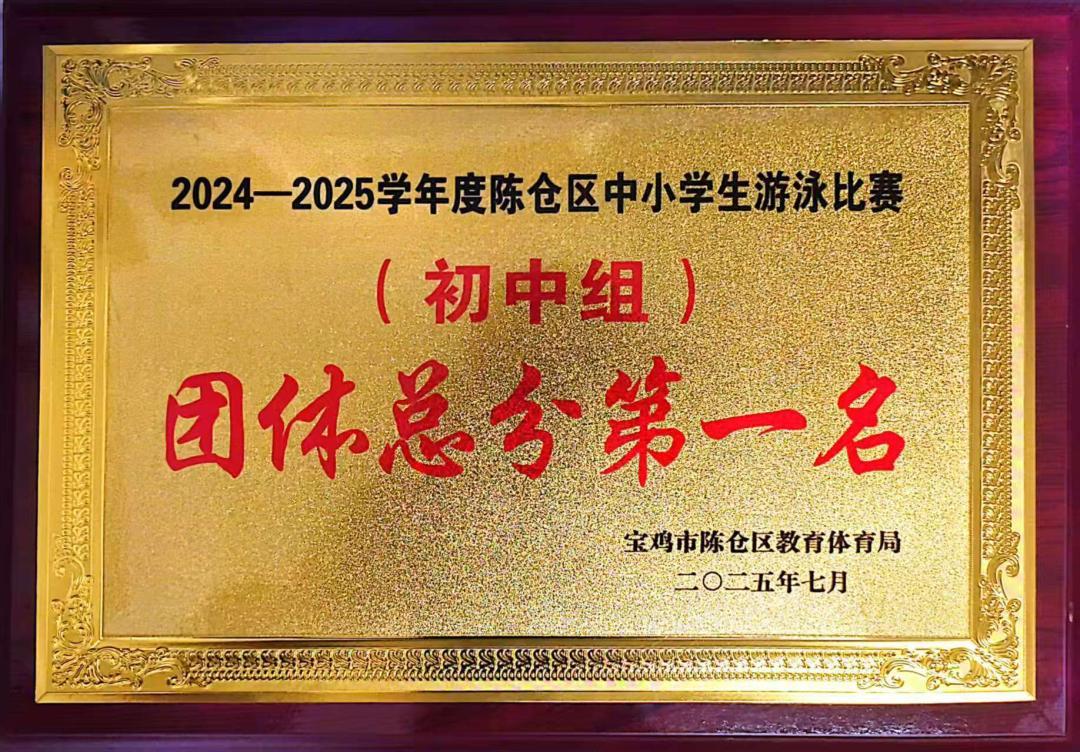 2024—2025学年度陈仓区中小学生游泳比赛
（初中组）
团体总分第一名
宝鸡市陈仓区教育体育局
二〇二五年七月